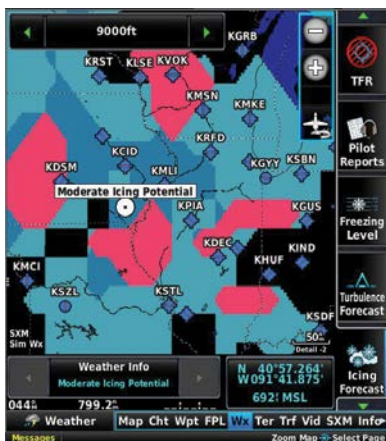 9000ft
KGRB
KRST KLSE KVOK
TFR
KMSN
KMKE
Pilot
Reports
KRFD
KCID
KMLI
KGYY KSBN
KDSM
Moderate Icing Potential
Freezing
Level
KPIA
KGUS
KDEC
KIND
KMCI
KHUF
Turbulence
Forecast
KSZL
KSTL
KSDF
SXM
Sim Wx
50nm
Detail -2
Weather Info
Moderate Icing Potential
N 40°57.264'
W091°41.875'
692ft MSL
Icing
Forecast
044°M 799.2nm --:--
Weather Map Cht Wpt FPL Wx Ter Trf Vid SXM Info
Messages Zoom Map Select Page